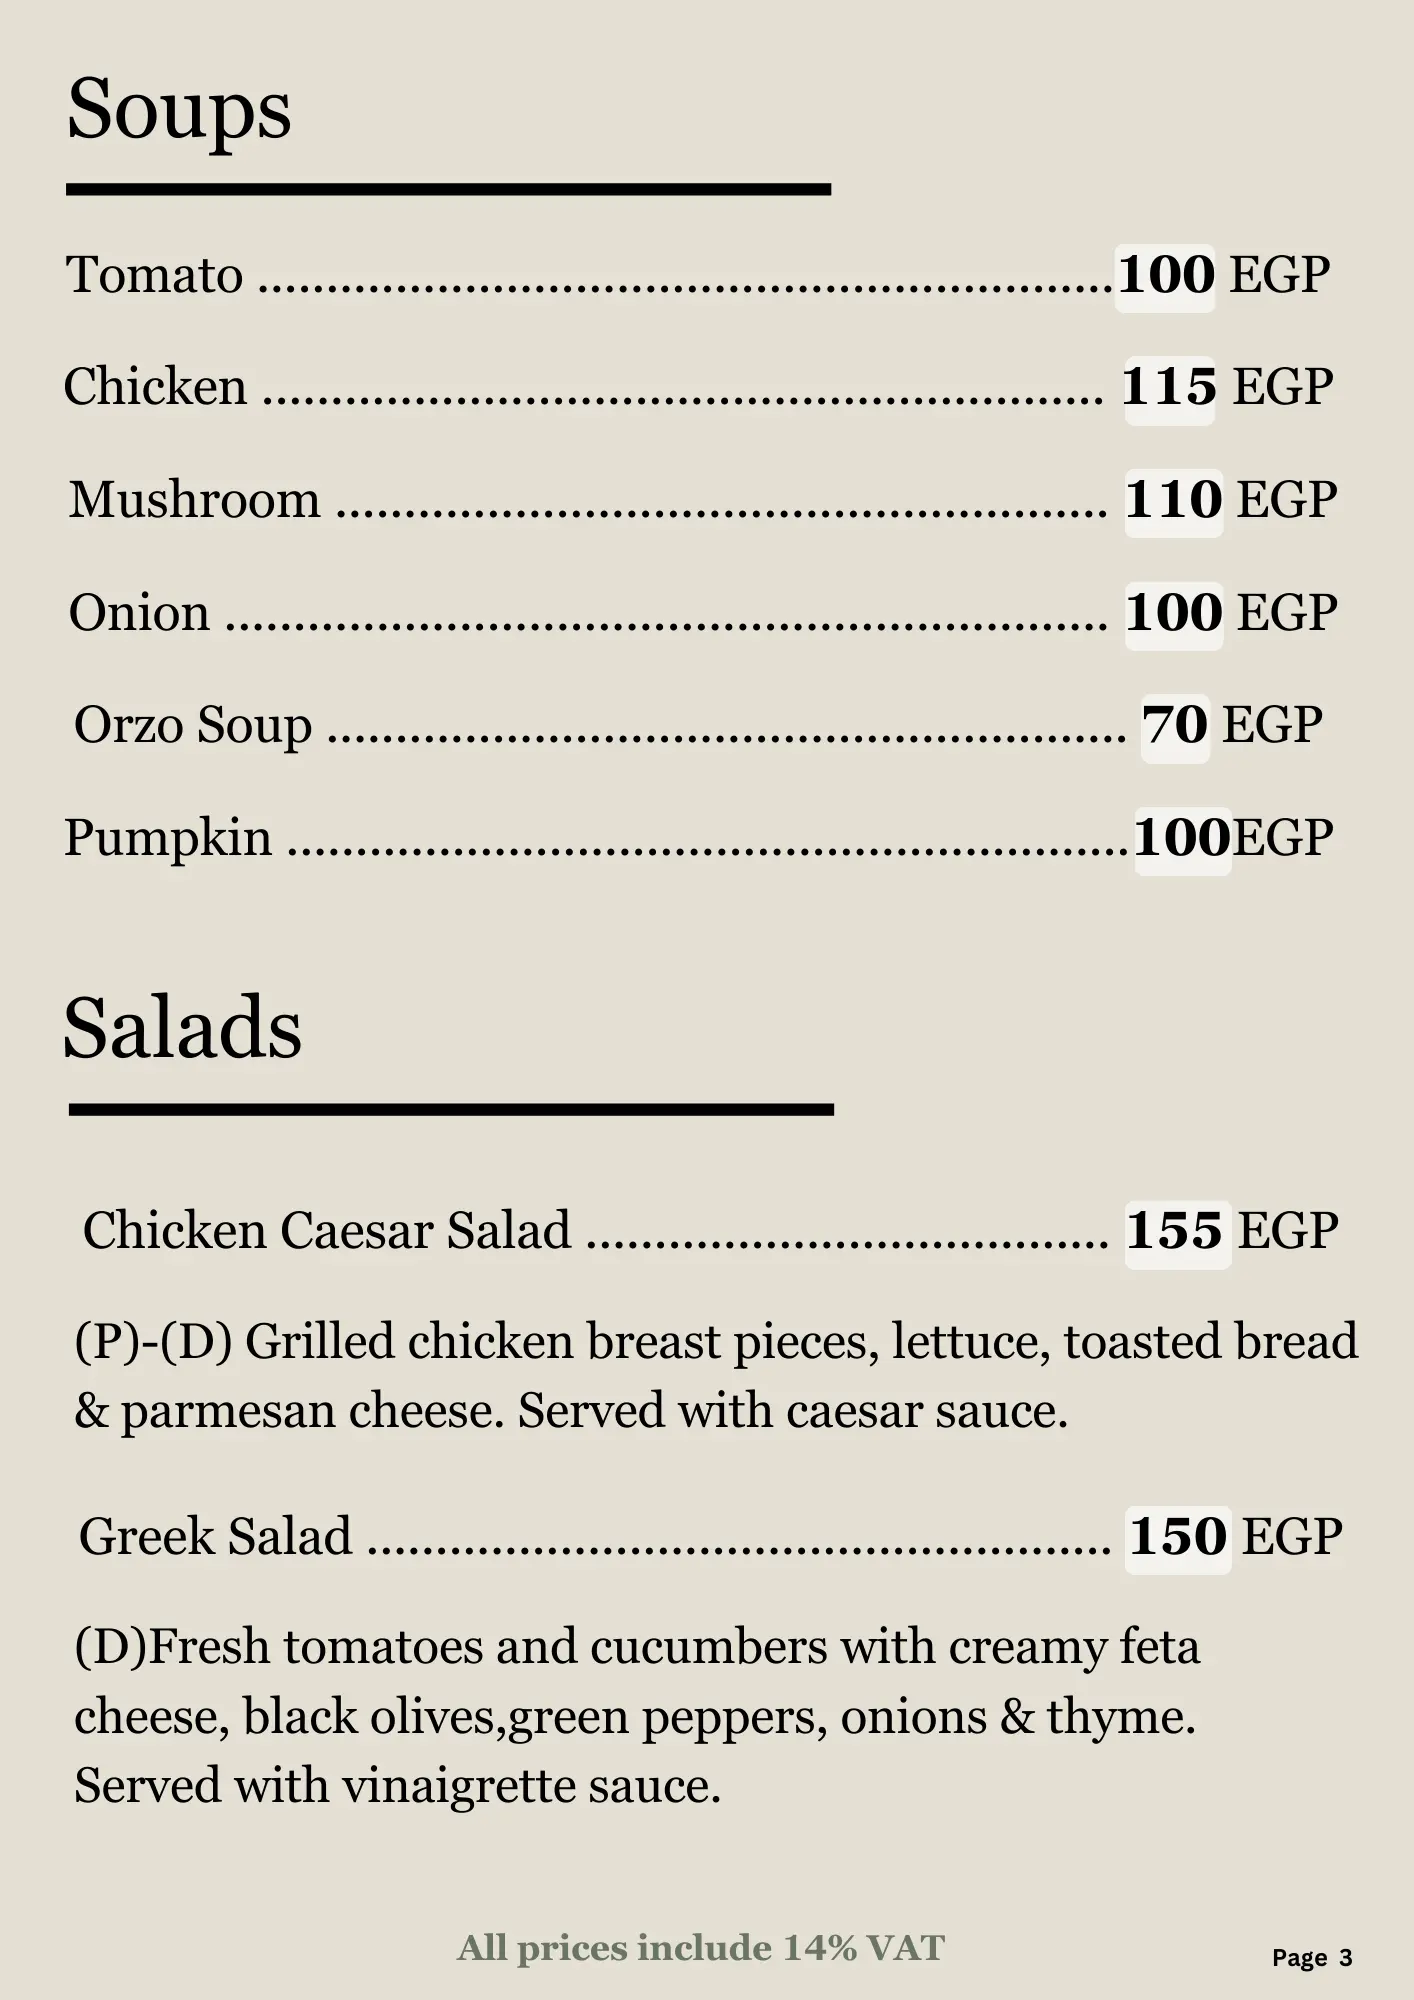 Soups
Tomato ..............................................................100 EGP
Chicken ............................................................. 115 EGP
Mushroom ........................................................ 110 EGP
Onion ................................................................ 100 EGP
Orzo Soup .......................................................... 70 EGP
Pumpkin .............................................................100EGP
Salads
Chicken Caesar Salad ...................................... 155 EGP
(P)-(D) Grilled chicken breast pieces, lettuce, toasted bread
& parmesan cheese. Served with caesar sauce.
Greek Salad ...................................................... 150 EGP
(D)Fresh tomatoes and cucumbers with creamy feta
cheese, black olives,green peppers, onions & thyme.
Served with vinaigrette sauce.
All prices include 14% VAT
Page 3